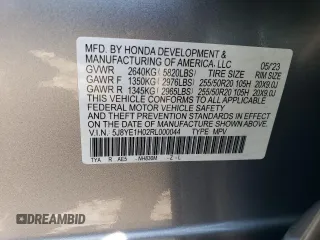 MFD. BY HONDA DEVELOPMENT &
MANUFACTURING OF AMERICA, LLC 05/23
GVWR 2640KG (5820LBS) TIRE SIZE RIM SIZE
GAWR F 1350KG (2976LBS) 255/50R20 105H 20X9.0J
GAWR R 1345KG (2965LBS) 255/50R20 105H 20X9.0J
THIS VEHICLE CONFORMS TO ALL APPLICABLE
FEDERAL MOTOR VEHICLE SAFETY AND
THEFT PREVENTION STANDARDS IN EFFECT ON
THE DATE OF MANUFACTURE SHOWN ABOVE.
V.I.N. 5J8YE1H02RL000044 TYPE MPV
TYA R AE5